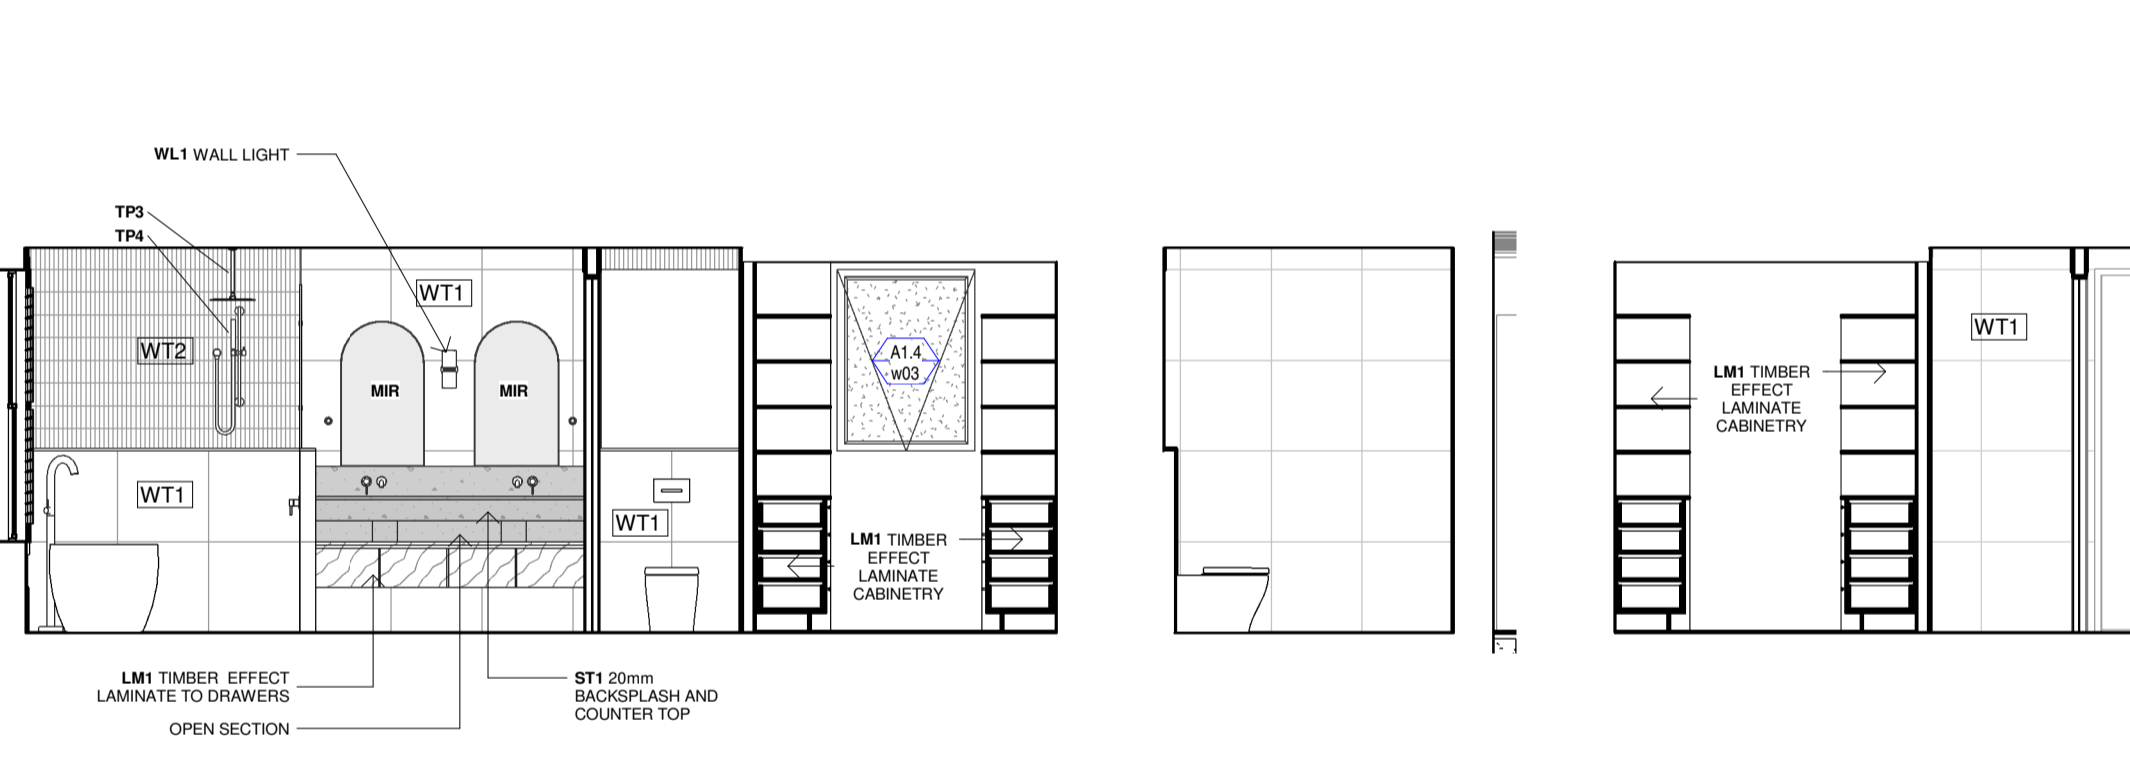 WL1 WALL LIGHT
TP3
TP4
WT1
WT2
MIR
MIR
WT1
WT1
A1.4
w03
LM1 TIMBER
EFFECT
LAMINATE
CABINETRY
LM1 TIMBER EFFECT
LAMINATE TO DRAWERS
OPEN SECTION
ST1 20mm
BACKSPLASH AND
COUNTER TOP
LM1 TIMBER
EFFECT
LAMINATE
CABINETRY
WT1